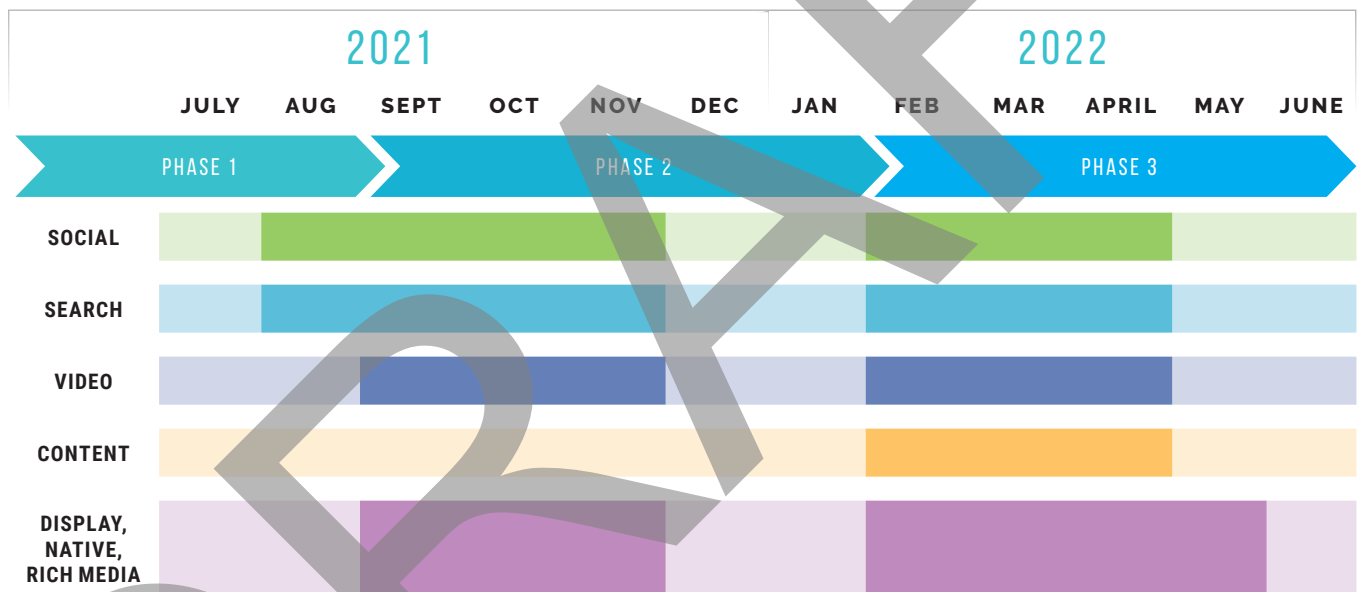 2021 2022
JULY AUG SEPT OCT NOV DEC JAN FEB MAR APRIL MAY JUNE
PHASE 1 PHASE 2 PHASE 3
SOCIAL
SEARCH
VIDEO
CONTENT
DISPLAY,
NATIVE,
RICH MEDIA